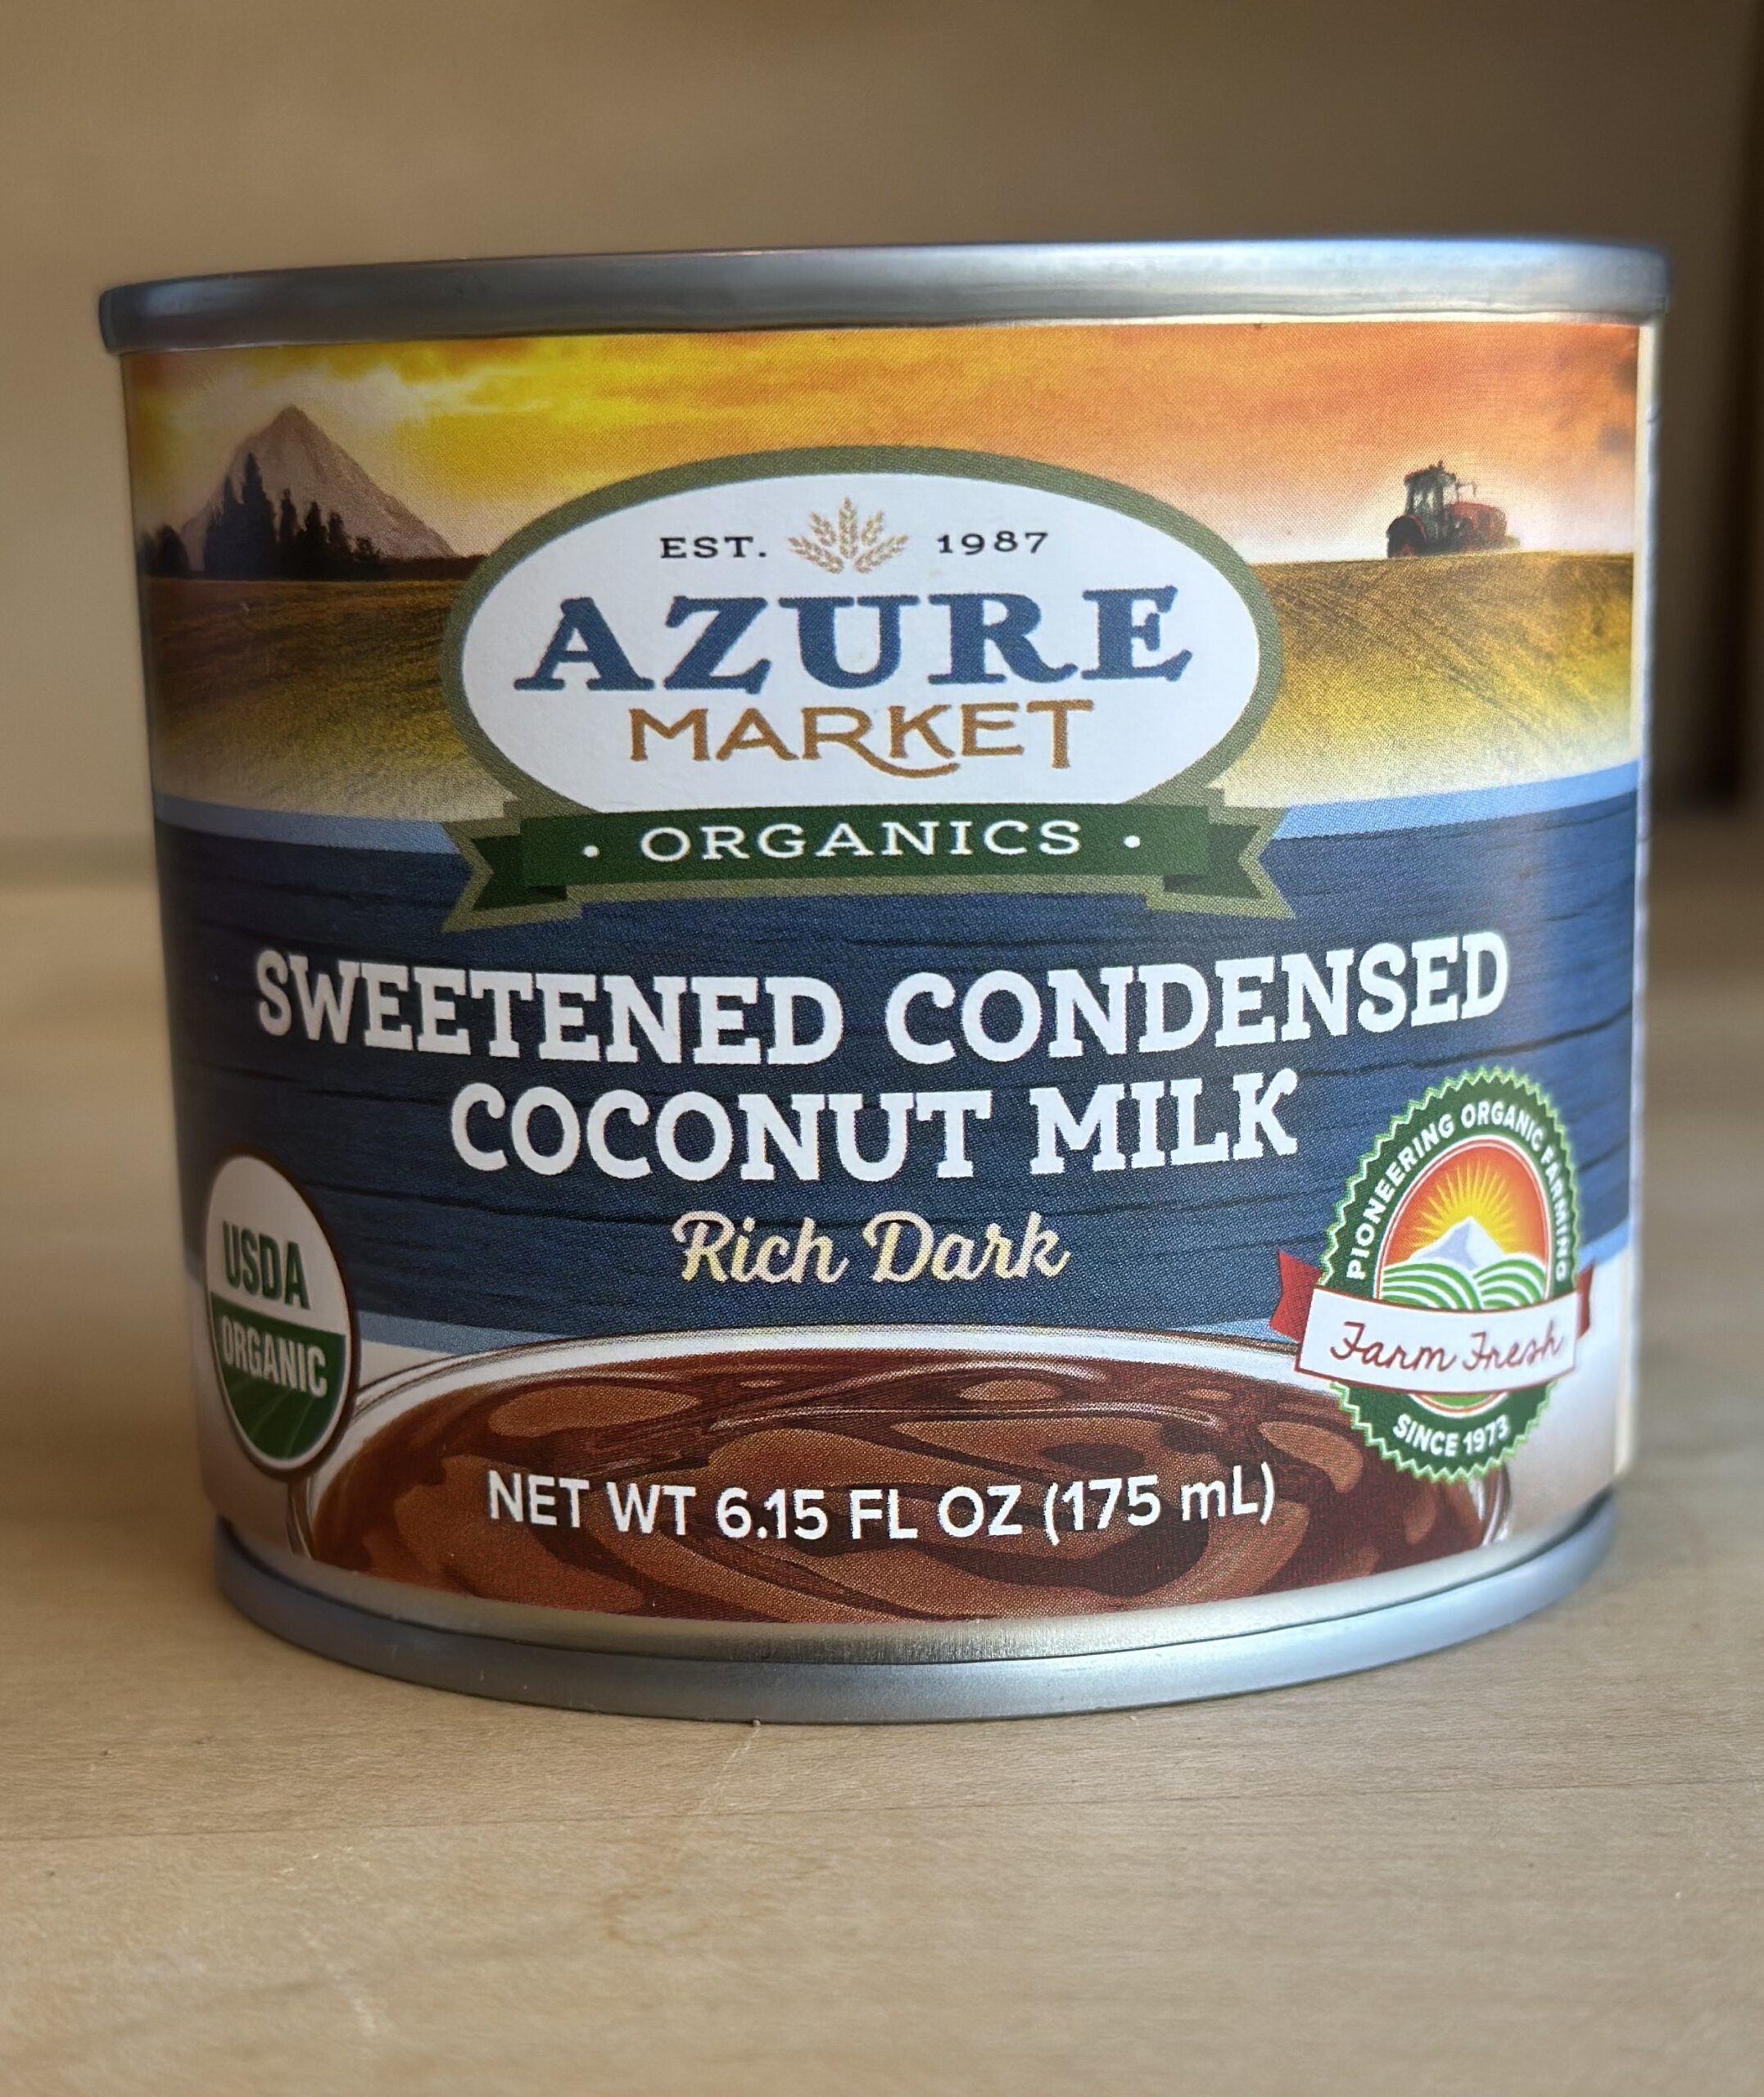 EST. 1987
AZURE
MARKET
• ORGANICS •
SWEETENED CONDENSED
COCONUT MILK
Rich Dark
USDA
ORGANIC
PIONEERING ORGANIC FARMING
Farm Fresh
SINCE 1973
NET WT 6.15 FL OZ (175 mL)